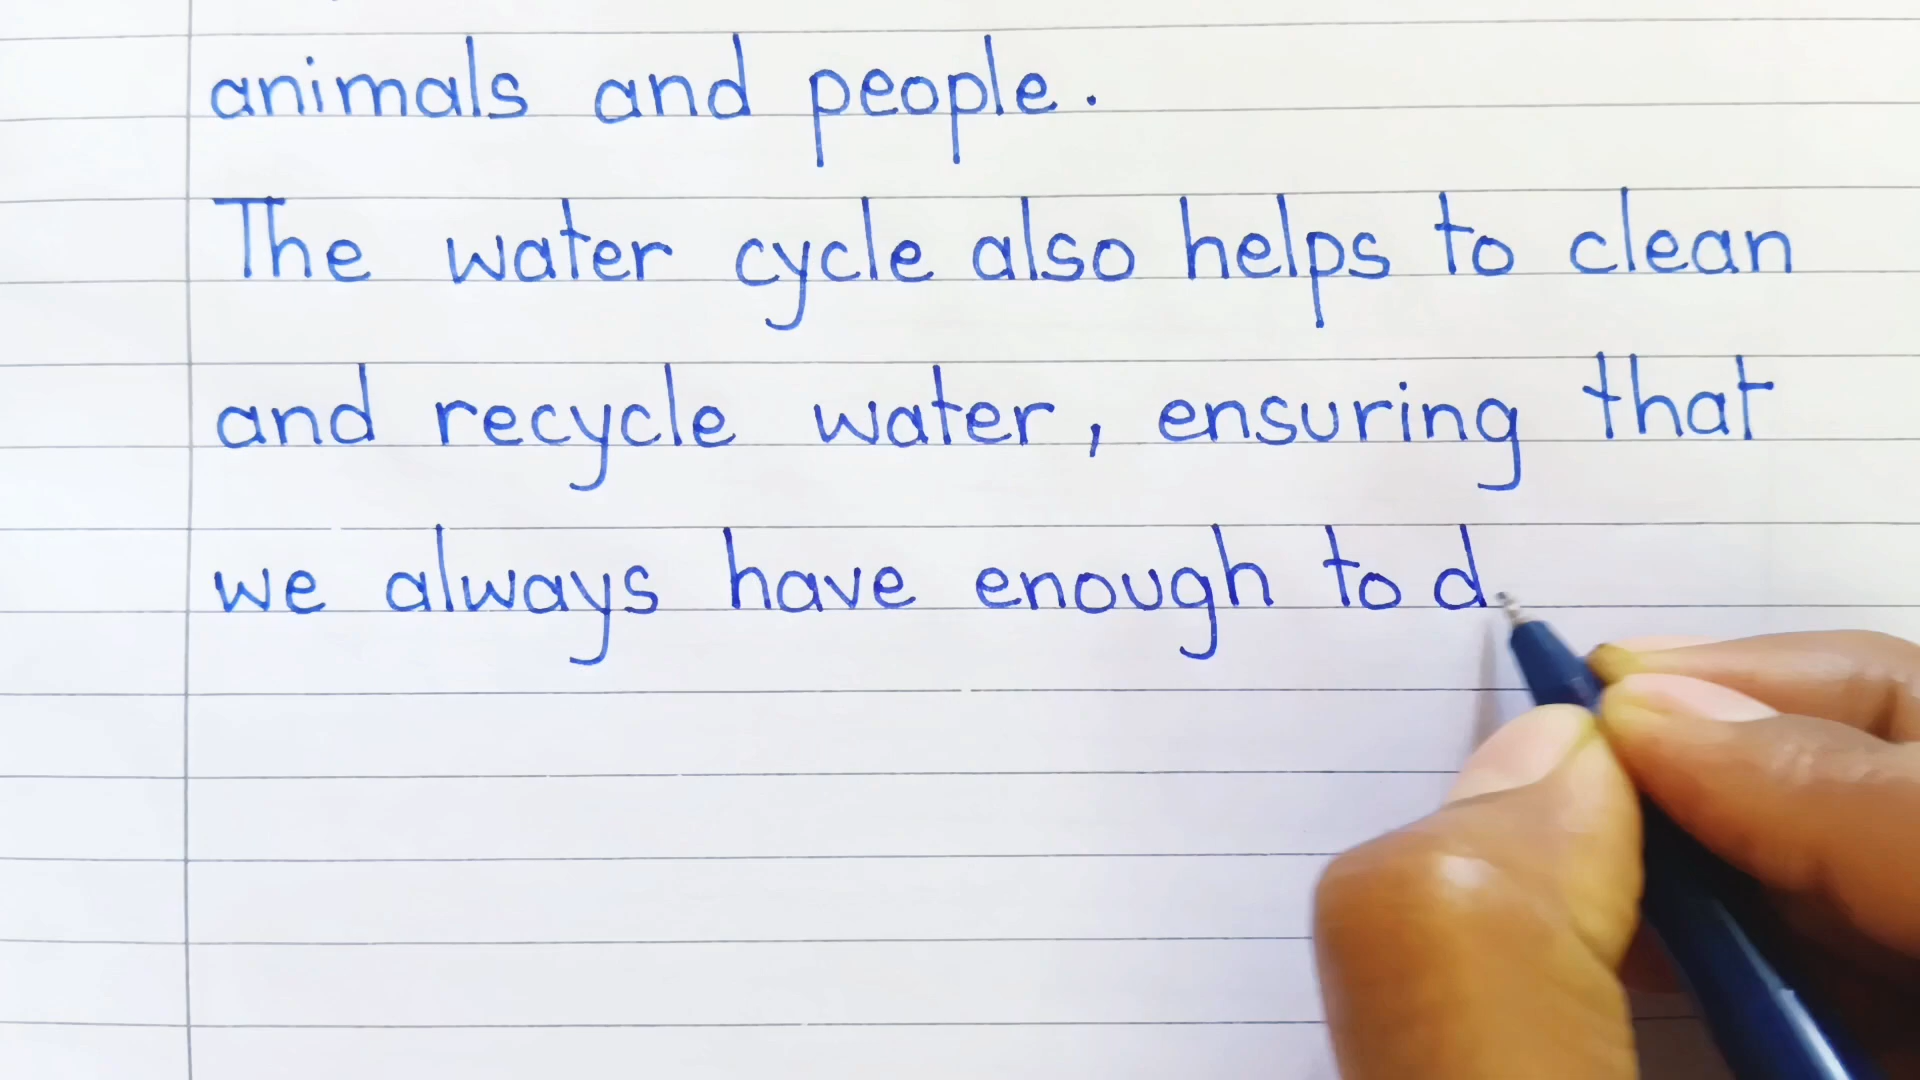 animals and people.
The water cycle also helps to clean
and recycle water, ensuring that
we always have enough to d